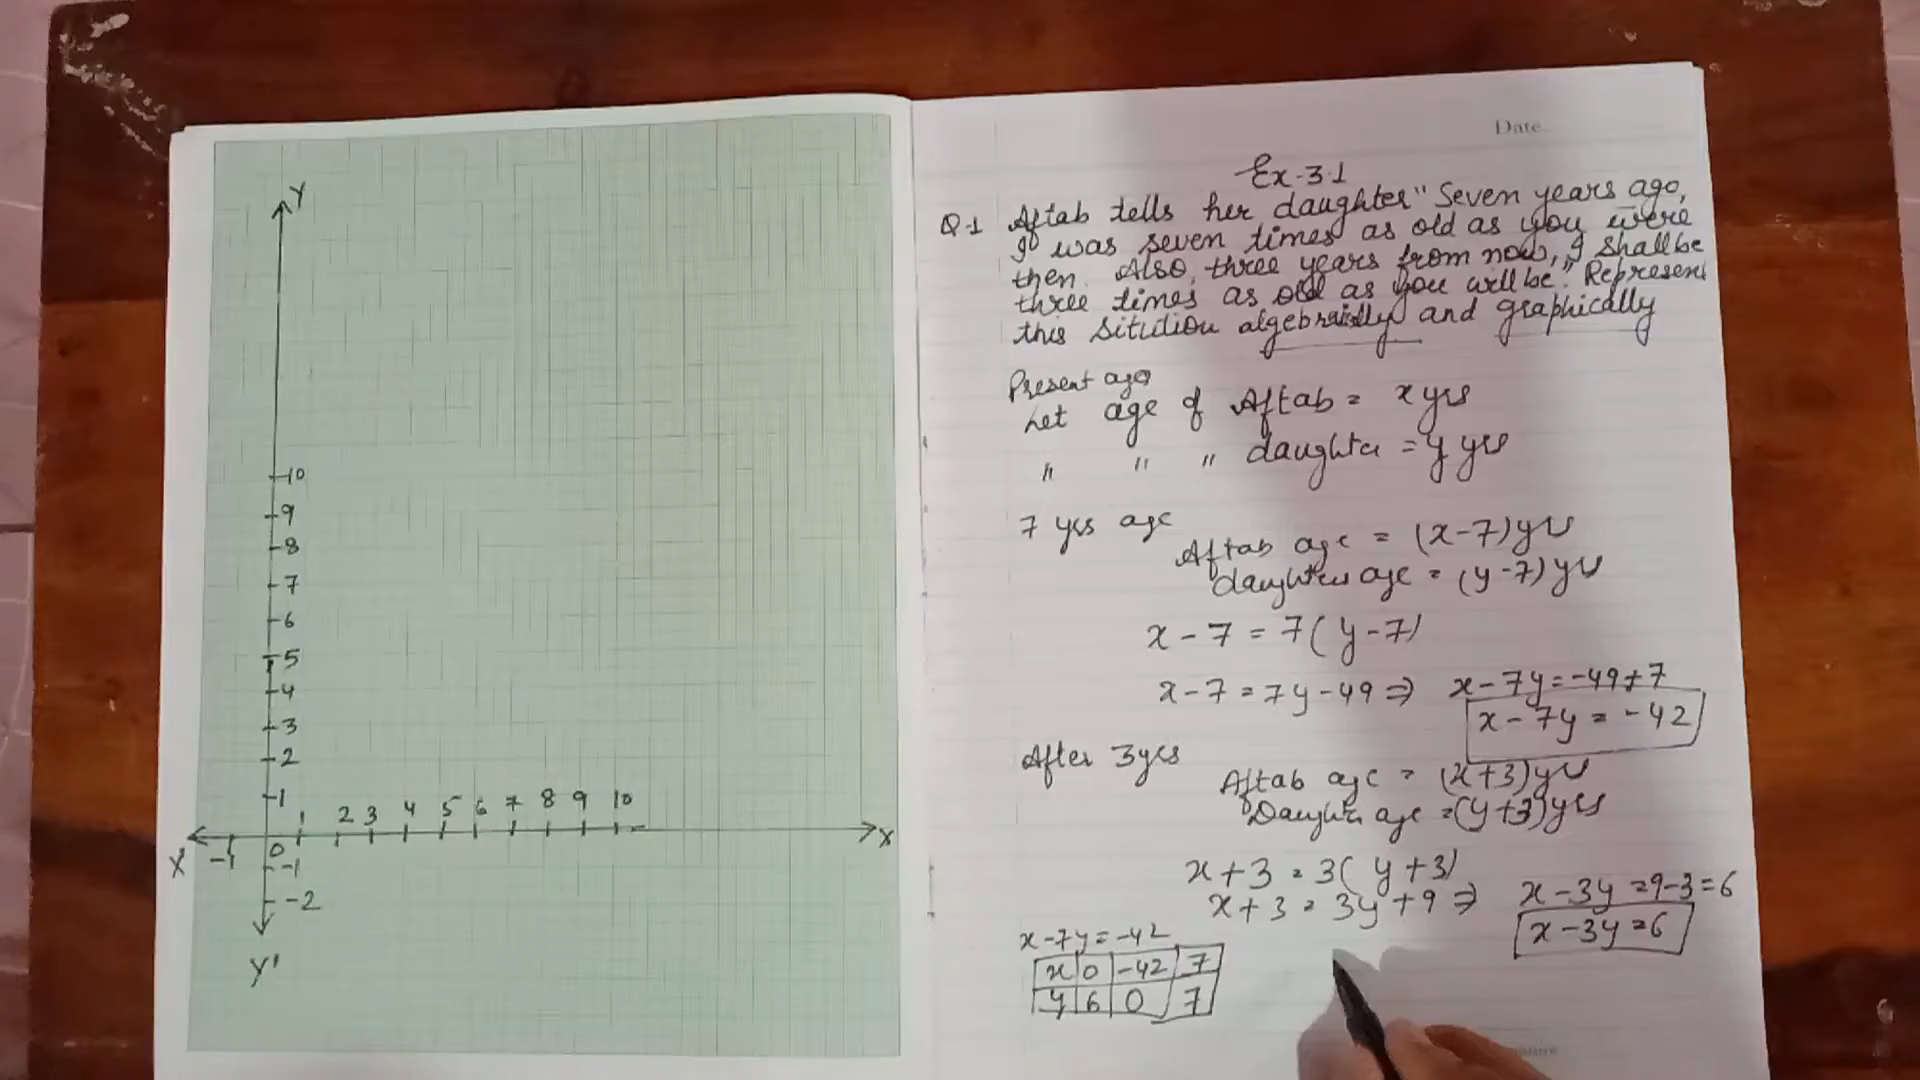 Y
10
9
8
7
6
5
4
3
2
1
1 2 3 4 5 6 7 8 9 10
X' -1 0 X
-1
-2
Y'
Date
Ex-3.1
Q-1 Aftab tells her daughter "Seven years ago,
I was seven times as old as you were
then. Also, three years from now, I shall be
three times as old as you will be". Represent
this algebraically and graphically
Present age
Let age of Aftab = x yrs
" " " daughter = y yrs
7 yrs age
Aftab age = (x-7) yrs
daughter age = (y-7) yrs
x - 7 = 7(y-7)
x - 7 = 7y - 49 ⇒ x - 7y = -49+7
x - 7y = -42
After 3yrs
Aftab age = (x+3) yrs
Daughter age = (y+3) yrs
x + 3 = 3(y+3)
x + 3 = 3y + 9 ⇒ x - 3y = 9-3 = 6
x - 3y = 6
x - 7y = -42
x 0 -42 7
y 6 0 7